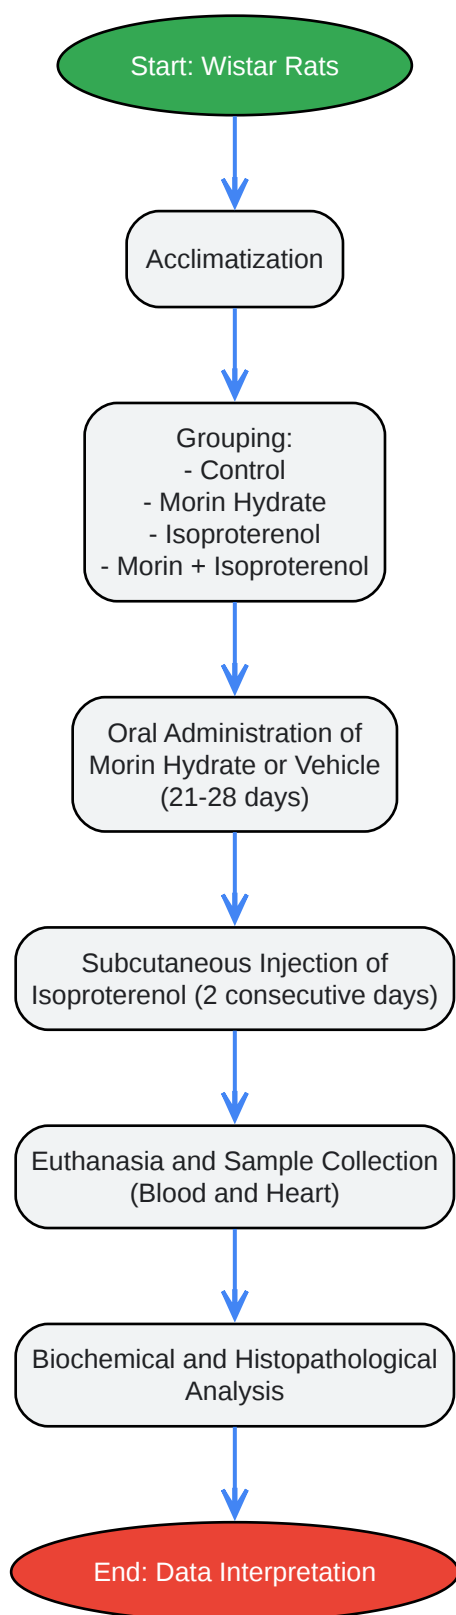 Start: Wistar Rats
Acclimatization
Grouping:
- Control
- Morin Hydrate
- Isoproterenol
- Morin + Isoproterenol
Oral Administration of
Morin Hydrate or Vehicle
(21-28 days)
Subcutaneous Injection of
Isoproterenol (2 consecutive days)
Euthanasia and Sample Collection
(Blood and Heart)
Biochemical and Histopathological
Analysis
End: Data Interpretation